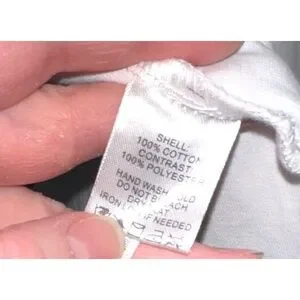 SHELL:
100% COTTON
CONTRAST:
100% POLYESTER
HAND WASH COLD
DO NOT BLEACH
DRY FLAT
IRON LOW IF NEEDED